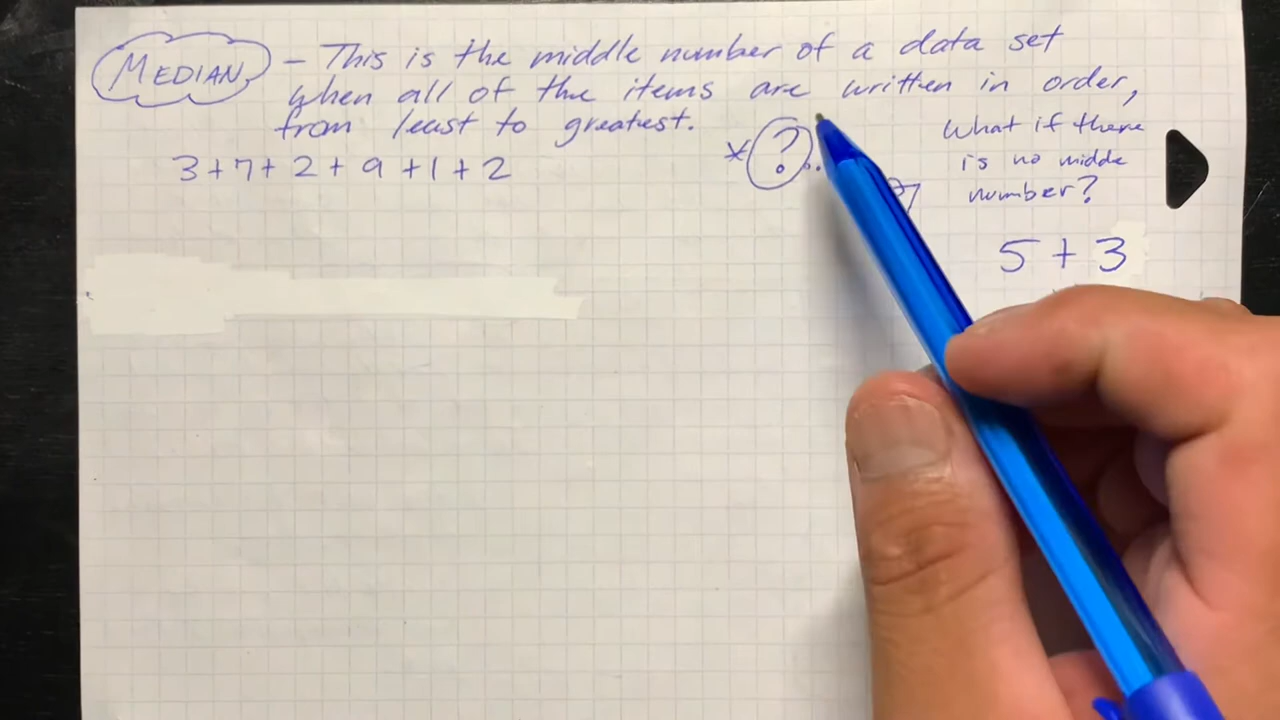 MEDIAN - This is the middle number of a data set
when all of the items are written in order,
from least to greatest.
3+7+2+9+1+2
* ?
What if there
is no midde
number?
5+3